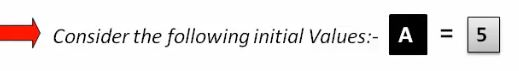 Consider the following initial Values:- A = 5